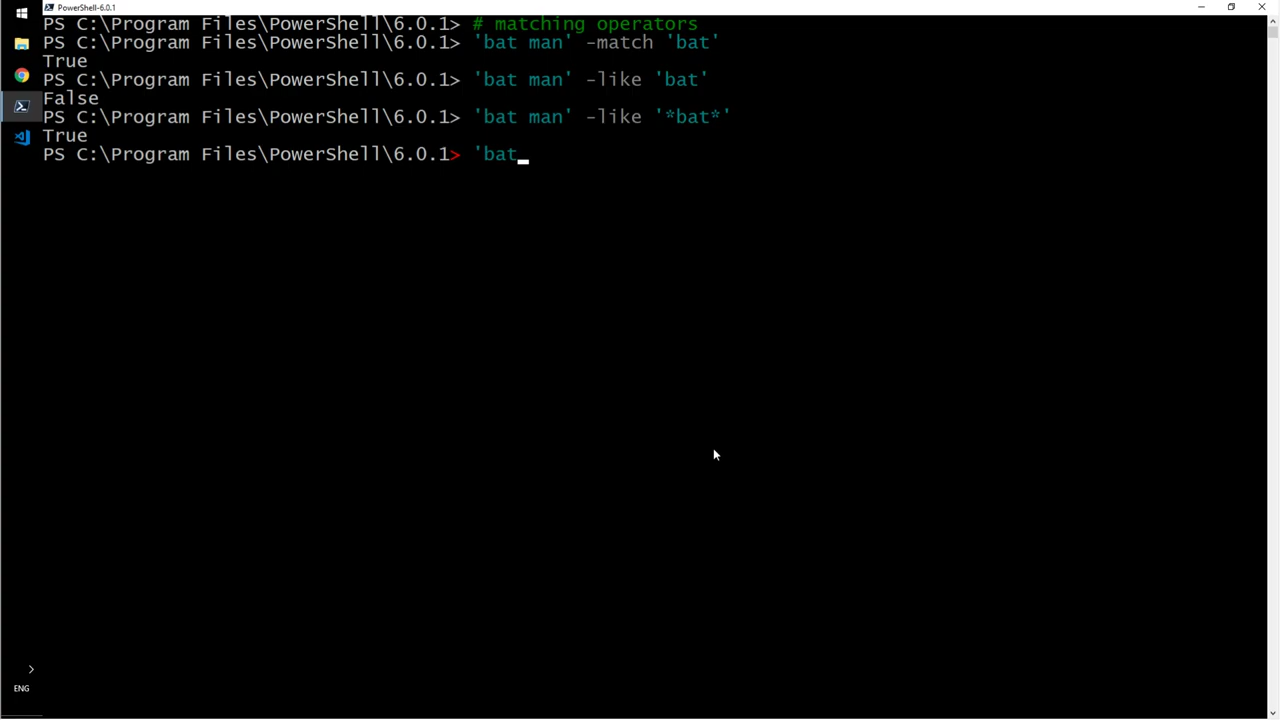 PowerShell-6.0.1
PS C:\Program Files\PowerShell\6.0.1> # matching operators
PS C:\Program Files\PowerShell\6.0.1> 'bat man' -match 'bat'
True
PS C:\Program Files\PowerShell\6.0.1> 'bat man' -like 'bat'
False
PS C:\Program Files\PowerShell\6.0.1> 'bat man' -like '*bat*'
True
PS C:\Program Files\PowerShell\6.0.1> 'bat
ENG